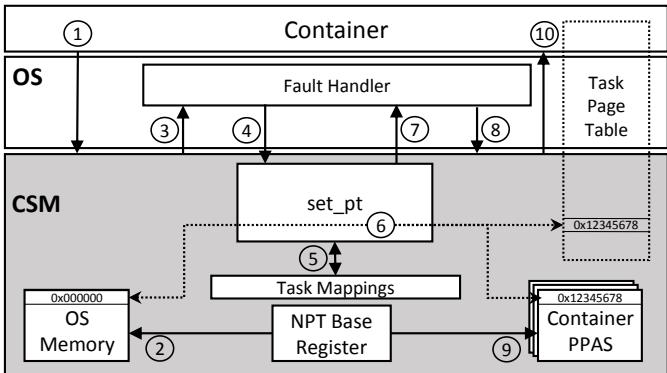 1
Container
10
OS
Fault Handler
Task
Page
Table
3
4
7
8
CSM
set_pt
6
0x12345678
5
Task Mappings
0x000000
OS
Memory
2
NPT Base
Register
9
0x12345678
Container
PPAS